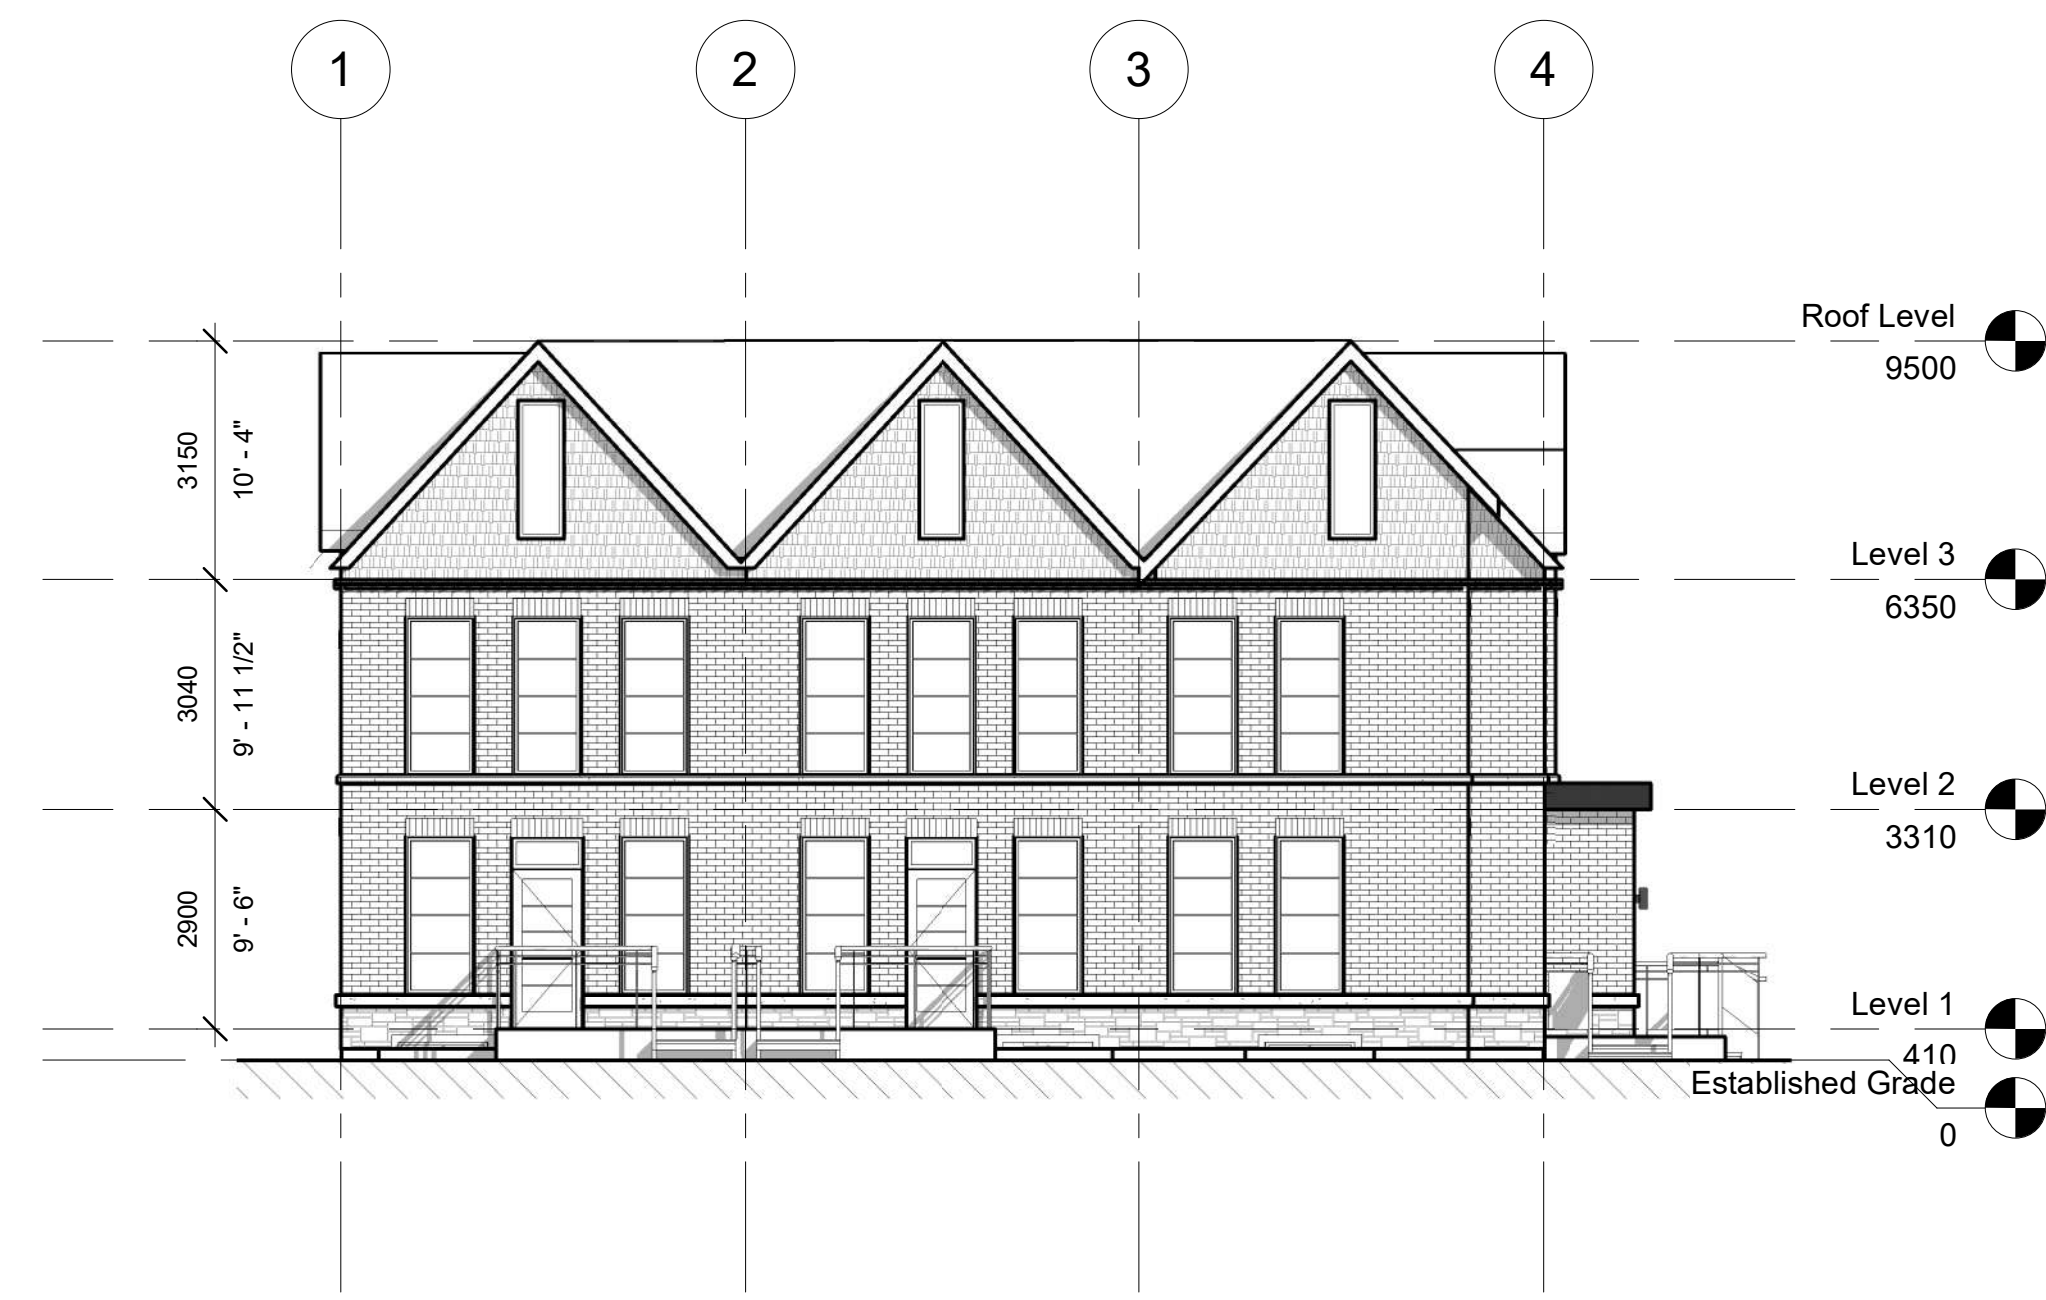 1
2
3
4
Roof Level
9500
3150
10' - 4"
Level 3
6350
3040
9' - 11 1/2"
Level 2
3310
2900
9' - 6"
Level 1
410
Established Grade
0